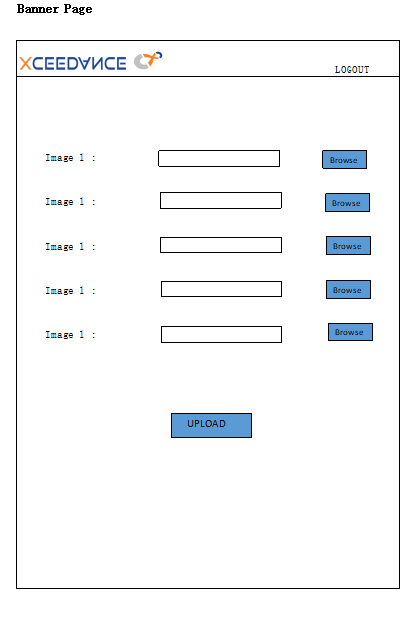 Banner Page
XCEEDANCE
LOGOUT
Image 1 : Browse
Image 1 : Browse
Image 1 : Browse
Image 1 : Browse
Image 1 : Browse
UPLOAD